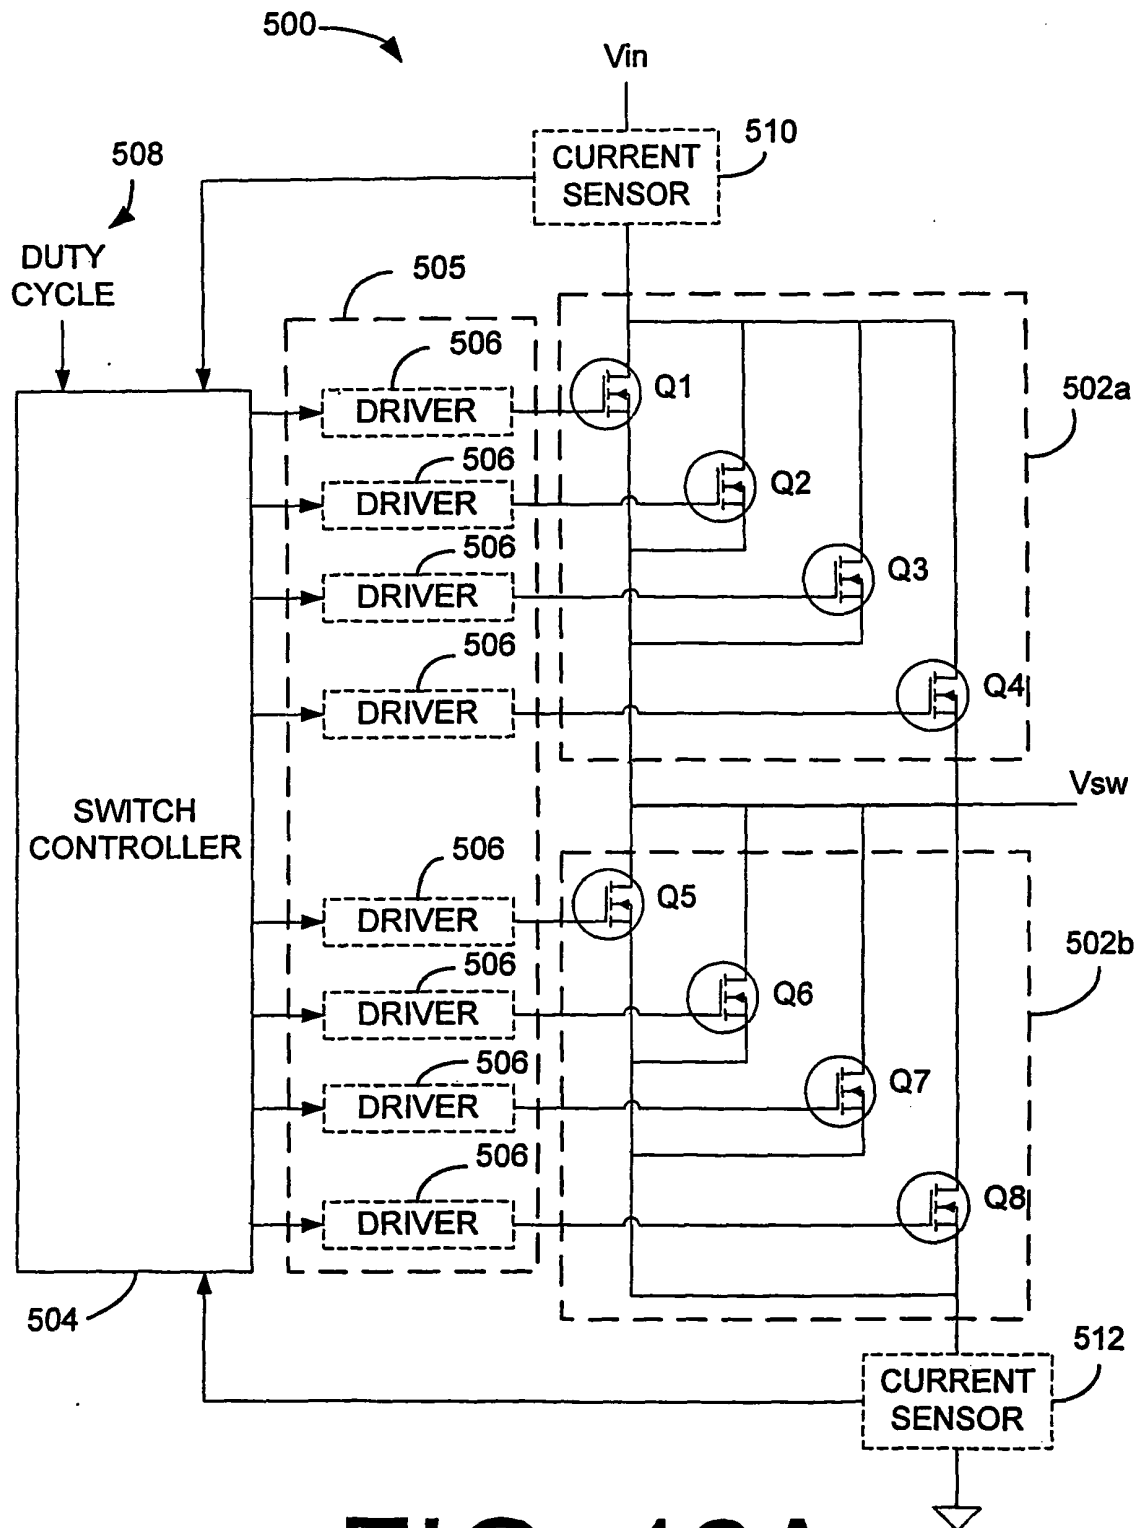 500
Vin
510
CURRENT
SENSOR
508
DUTY
CYCLE
505
506
DRIVER
Q1
502a
506
DRIVER
Q2
506
DRIVER
Q3
506
DRIVER
Q4
Vsw
SWITCH
CONTROLLER
506
DRIVER
Q5
502b
506
DRIVER
Q6
506
DRIVER
Q7
506
DRIVER
Q8
504
512
CURRENT
SENSOR